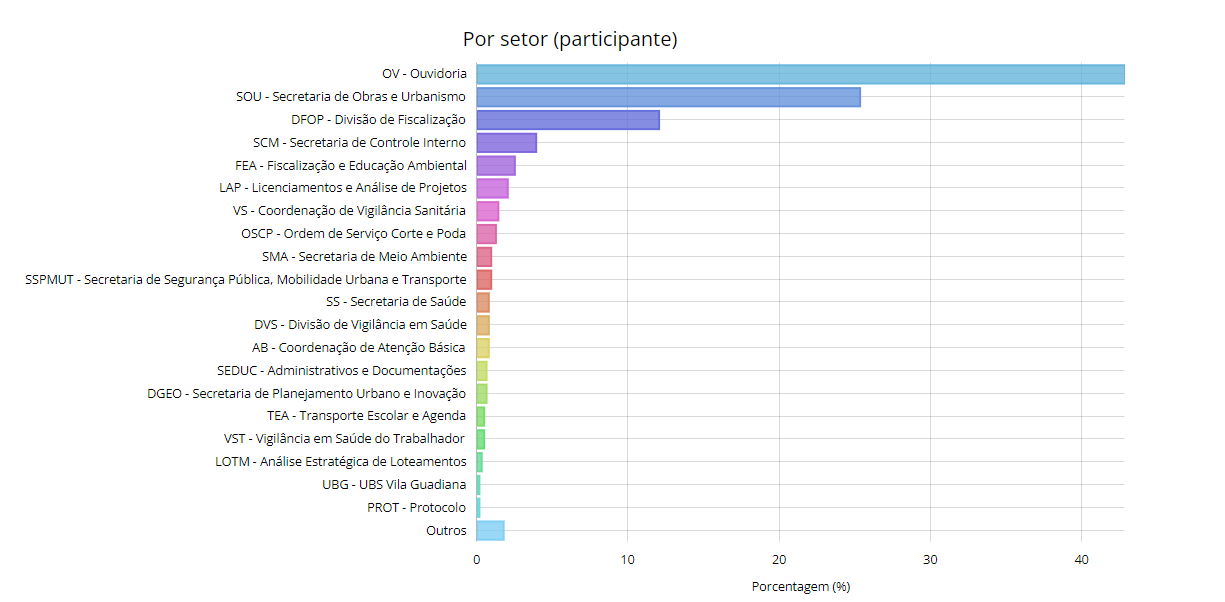 Por setor (participante)
OV - Ouvidoria
SOU - Secretaria de Obras e Urbanismo
DFOP - Divisão de Fiscalização
SCM - Secretaria de Controle Interno
FEA - Fiscalização e Educação Ambiental
LAP - Licenciamentos e Análise de Projetos
VS - Coordenação de Vigilância Sanitária
OSCP - Ordem de Serviço Corte e Poda
SMA - Secretaria de Meio Ambiente
SSPMUT - Secretaria de Segurança Pública, Mobilidade Urbana e Transporte
SS - Secretaria de Saúde
DVS - Divisão de Vigilância em Saúde
AB - Coordenação de Atenção Básica
SEDUC - Administrativos e Documentações
DGEO - Secretaria de Planejamento Urbano e Inovação
TEA - Transporte Escolar e Agenda
VST - Vigilância em Saúde do Trabalhador
LOTM - Análise Estratégica de Loteamentos
UBG - UBS Vila Guadiana
PROT - Protocolo
Outros
0 10 20 30 40
Porcentagem (%)